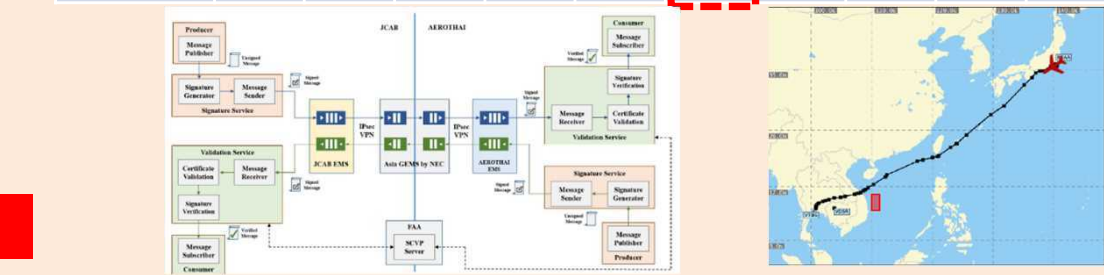 JCAB
AEROTHAI
Producer
Message
Publisher
Unsigned
Message
Signature
Generator
Message
Sender
Signature Service
Signed
Message
JCAB EMS
IPsec
VPN
Asia GEMS by NEC
IPsec
VPN
AEROTHAI
EMS
Signed
Message
Consumer
Message
Subscriber
Verified
Message
Signature
Verification
Message
Receiver
Certificate
Validation
Validation Service
Validation Service
Certificate
Validation
Message
Receiver
Signature
Verification
Signed
Message
Verified
Message
Message
Subscriber
Consumer
FAA
SCVP
Server
Signature Service
Message
Sender
Signature
Generator
Signed
Message
Unsigned
Message
Message
Publisher
Producer